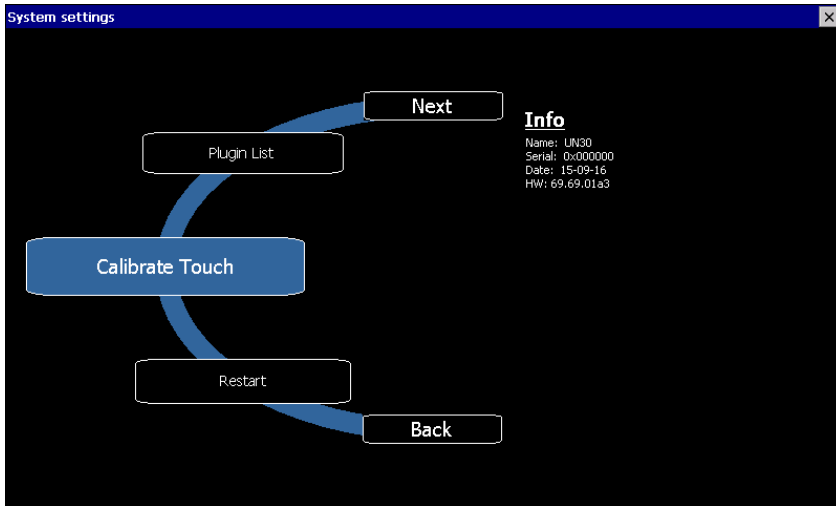 System settings
Next
Info
Name: UN30
Serial: 0x000000
Date: 15-09-16
HW: 69.69.01a3
Plugin List
Calibrate Touch
Restart
Back